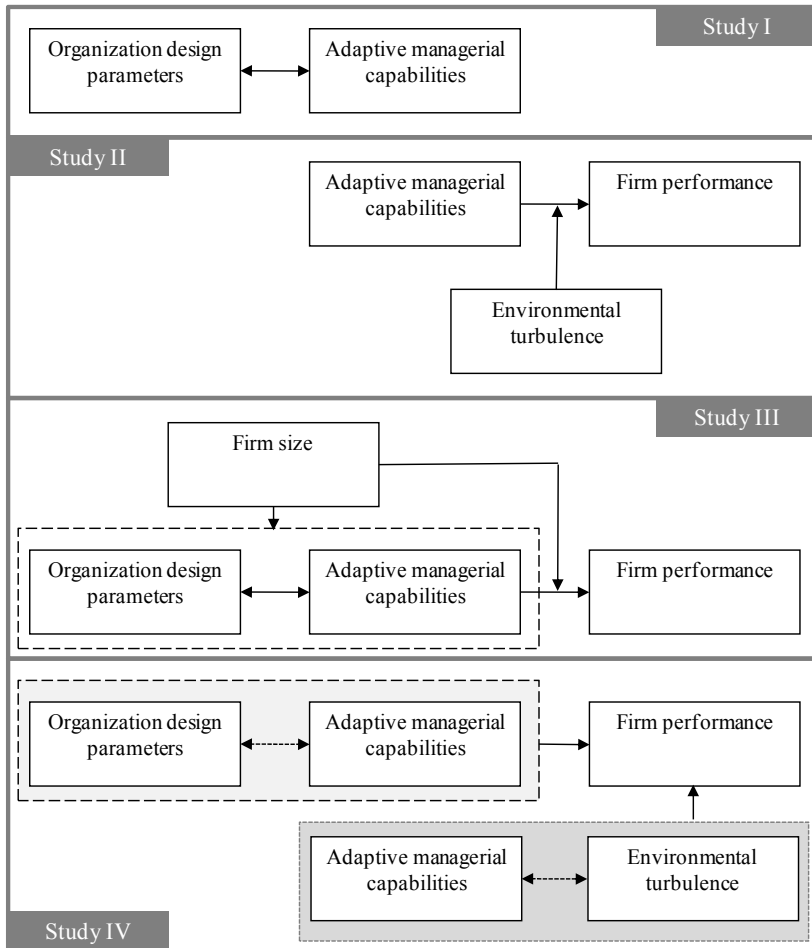 Study I
Organization design
parameters
Adaptive managerial
capabilities
Study II
Adaptive managerial
capabilities
Firm performance
Environmental
turbulence
Study III
Firm size
Organization design
parameters
Adaptive managerial
capabilities
Firm performance
Organization design
parameters
Adaptive managerial
capabilities
Firm performance
Adaptive managerial
capabilities
Environmental
turbulence
Study IV